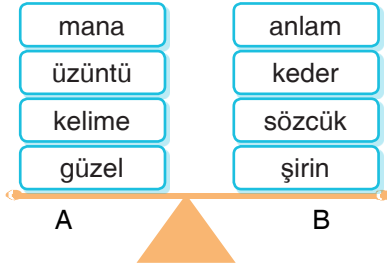 mana
anlam
üzüntü
keder
kelime
sözcük
güzel
şirin
A
B